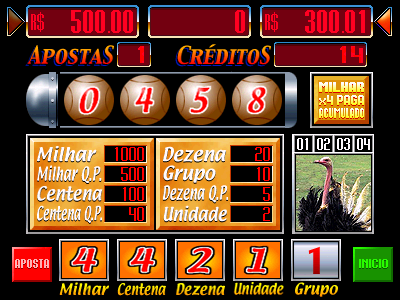 R$ 500.00 0 R$ 300.01
APOSTAS 1 CRÉDITOS 14
0 4 5 8
MILHAR
x4 PAGA
ACUMULADO
Milhar 1000 Dezena 20
Milhar Q.P. 500 Grupo 10
Centena 100 Dezena Q.P. 5
Centena Q.P. 40 Unidade 2
01 02 03 04
APOSTA 4 4 2 1 1 INICIO
Milhar Centena Dezena Unidade Grupo